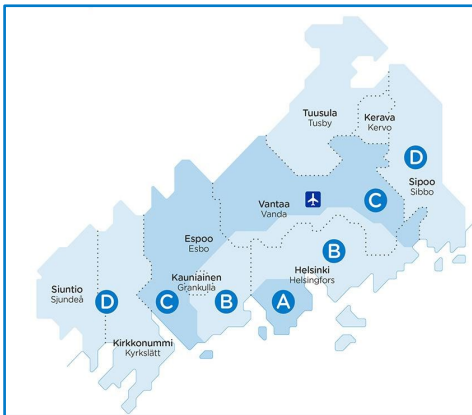 Tuusula
Tusby
Kerava
Kervo
D
Sipoo
Sibbo
Vantaa
Vanda
C
Espoo
Esbo
B
Helsinki
Helsingfors
Kauniainen
Grankulla
Siuntio
Sjundeå
D
C
B
A
Kirkkonummi
Kyrkslätt